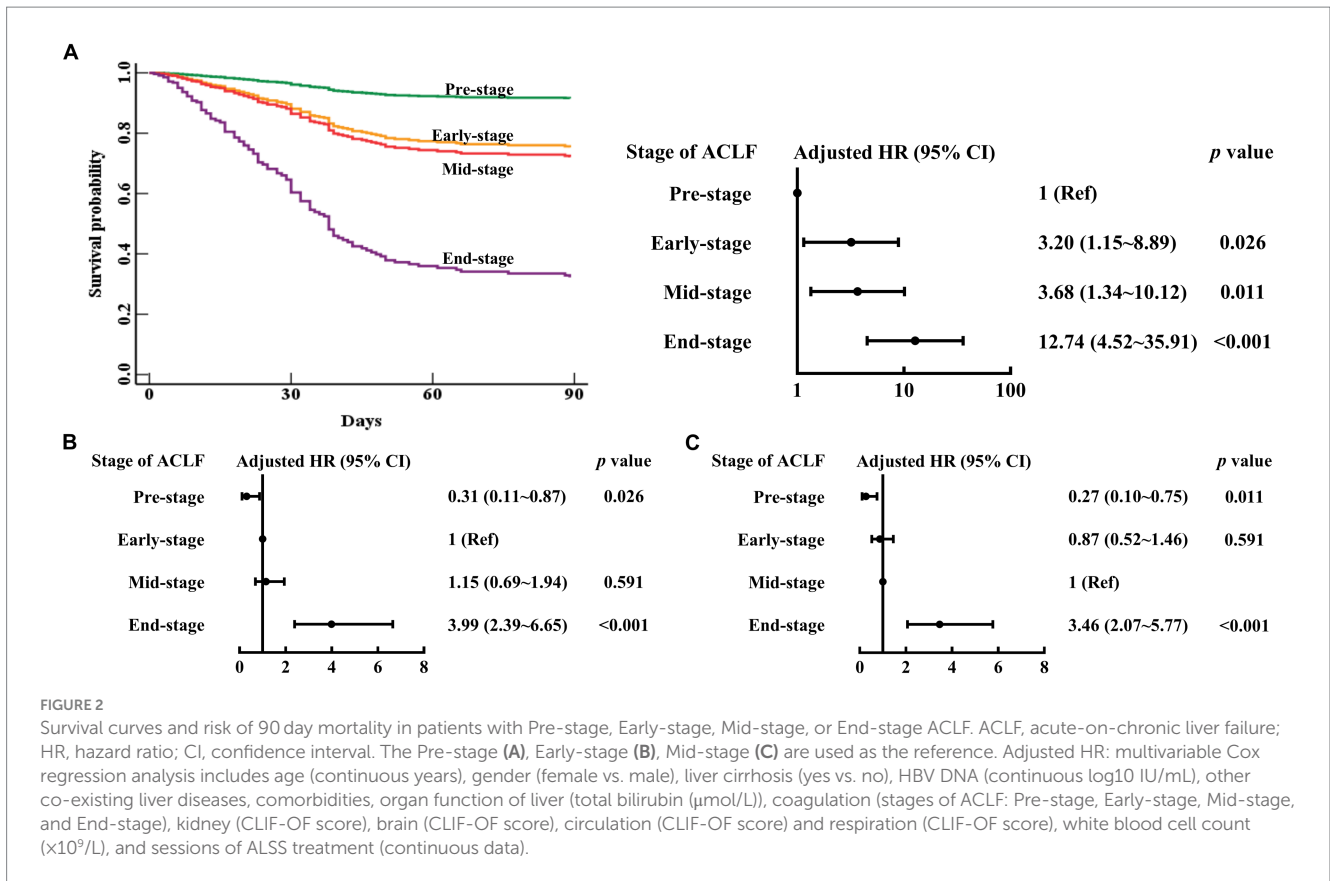 A
Survival probability
1.0
0.8
0.6
0.4
0.2
0.0
Pre-stage
Early-stage
Mid-stage
End-stage
0 30 60 90
Days
Stage of ACLF Adjusted HR (95% CI) p value
Pre-stage 1 (Ref)
Early-stage 3.20 (1.15~8.89) 0.026
Mid-stage 3.68 (1.34~10.12) 0.011
End-stage 12.74 (4.52~35.91) <0.001
1 10 100
B
Stage of ACLF Adjusted HR (95% CI) p value
Pre-stage 0.31 (0.11~0.87) 0.026
Early-stage 1 (Ref)
Mid-stage 1.15 (0.69~1.94) 0.591
End-stage 3.99 (2.39~6.65) <0.001
0 2 4 6 8
C
Stage of ACLF Adjusted HR (95% CI) p value
Pre-stage 0.27 (0.10~0.75) 0.011
Early-stage 0.87 (0.52~1.46) 0.591
Mid-stage 1 (Ref)
End-stage 3.46 (2.07~5.77) <0.001
0 2 4 6 8
FIGURE 2
Survival curves and risk of 90 day mortality in patients with Pre-stage, Early-stage, Mid-stage, or End-stage ACLF. ACLF, acute-on-chronic liver failure;
HR, hazard ratio; CI, confidence interval. The Pre-stage (A), Early-stage (B), Mid-stage (C) are used as the reference. Adjusted HR: multivariable Cox
regression analysis includes age (continuous years), gender (female vs. male), liver cirrhosis (yes vs. no), HBV DNA (continuous log10 IU/mL), other
co-existing liver diseases, comorbidities, organ function of liver (total bilirubin (μmol/L)), coagulation (stages of ACLF: Pre-stage, Early-stage, Mid-stage,
and End-stage), kidney (CLIF-OF score), brain (CLIF-OF score), circulation (CLIF-OF score) and respiration (CLIF-OF score), white blood cell count
(×10⁹/L), and sessions of ALSS treatment (continuous data).